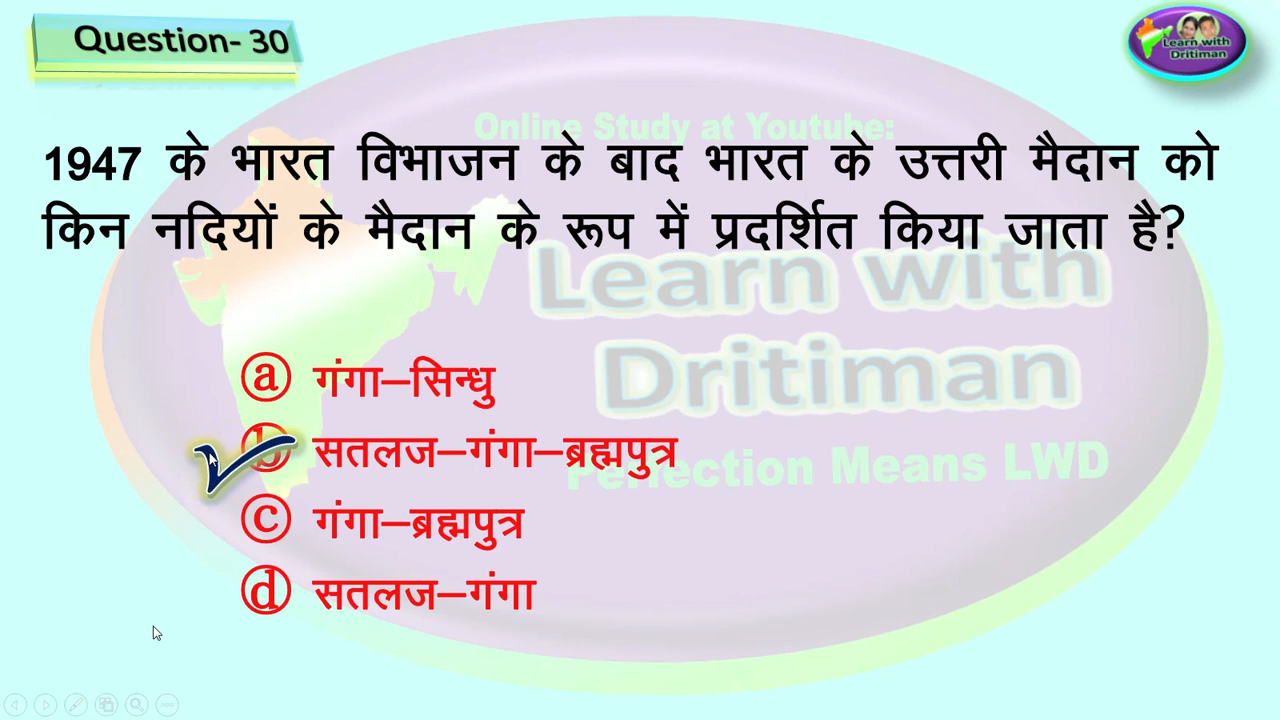 Question- 30
Learn with
Dritiman
Online Study at Youtube:
1947 के भारत विभाजन के बाद भारत के उत्तरी मैदान को
किन नदियों के मैदान के रूप में प्रदर्शित किया जाता है?
Learn with
Dritiman
ⓐ गंगा–सिन्धु
ⓑ सतलज–गंगा–ब्रह्मपुत्र
Perfection Means LWD
ⓒ गंगा–ब्रह्मपुत्र
ⓓ सतलज–गंगा